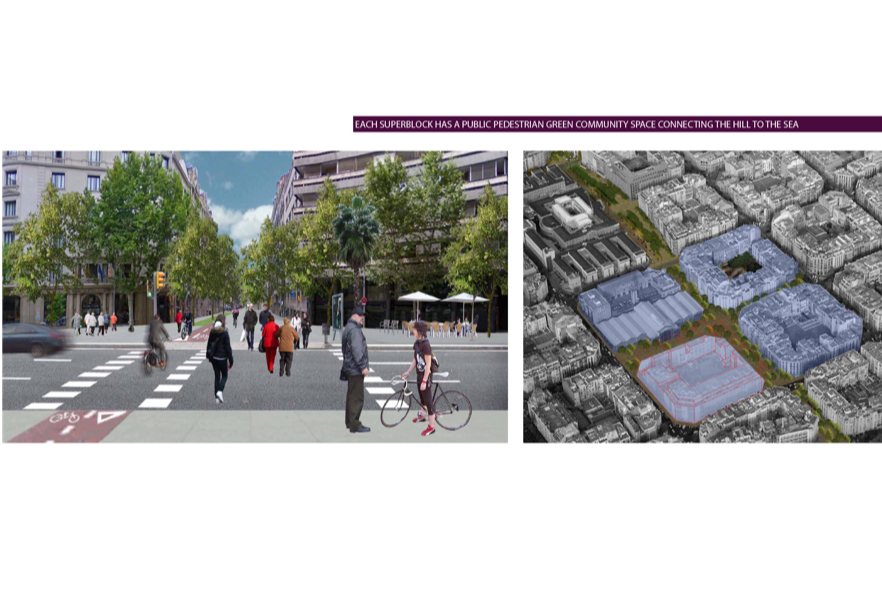 EACH SUPERBLOCK HAS A PUBLIC PEDESTRIAN GREEN COMMUNITY SPACE CONNECTING THE HILL TO THE SEA